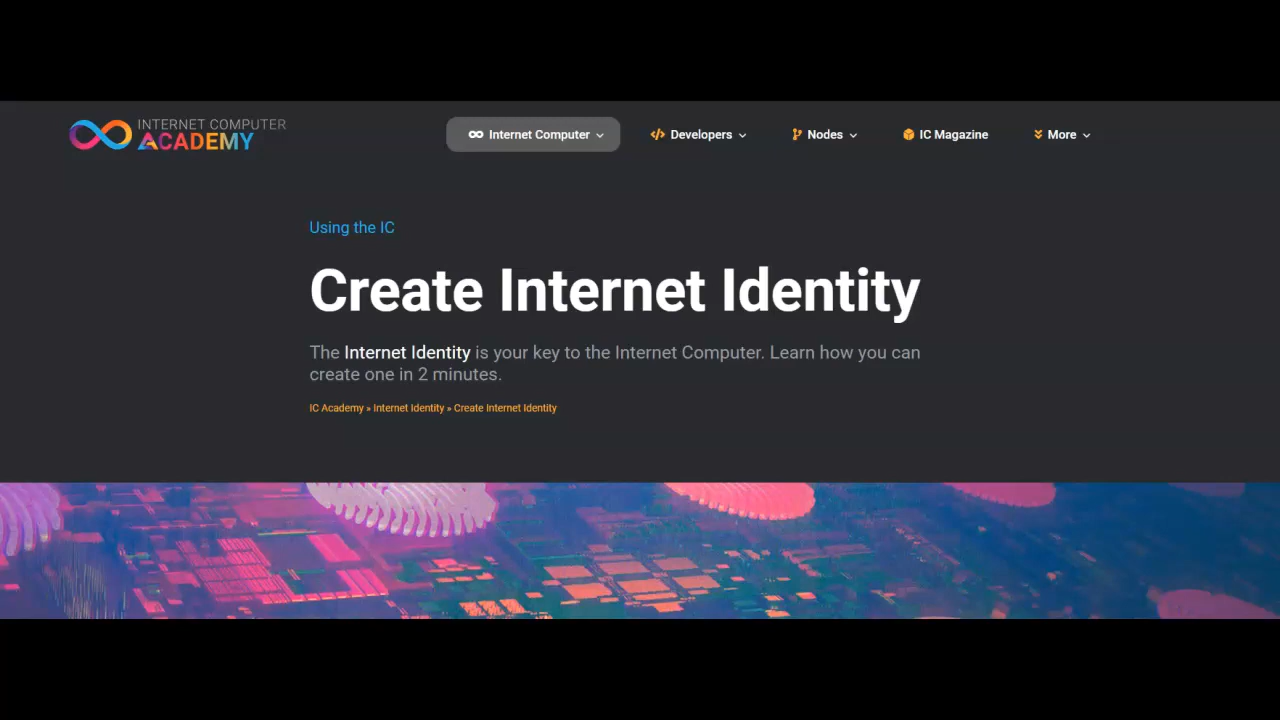 INTERNET COMPUTER
ACADEMY
Internet Computer
Developers
Nodes
IC Magazine
More
Using the IC
Create Internet Identity
The Internet Identity is your key to the Internet Computer. Learn how you can
create one in 2 minutes.
IC Academy » Internet Identity » Create Internet Identity